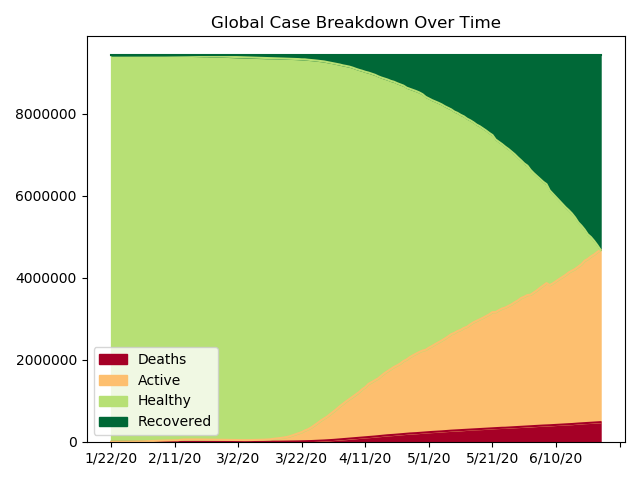 Global Case Breakdown Over Time
8000000
6000000
4000000
2000000
0
Deaths
Active
Healthy
Recovered
1/22/20 2/11/20 3/2/20 3/22/20 4/11/20 5/1/20 5/21/20 6/10/20